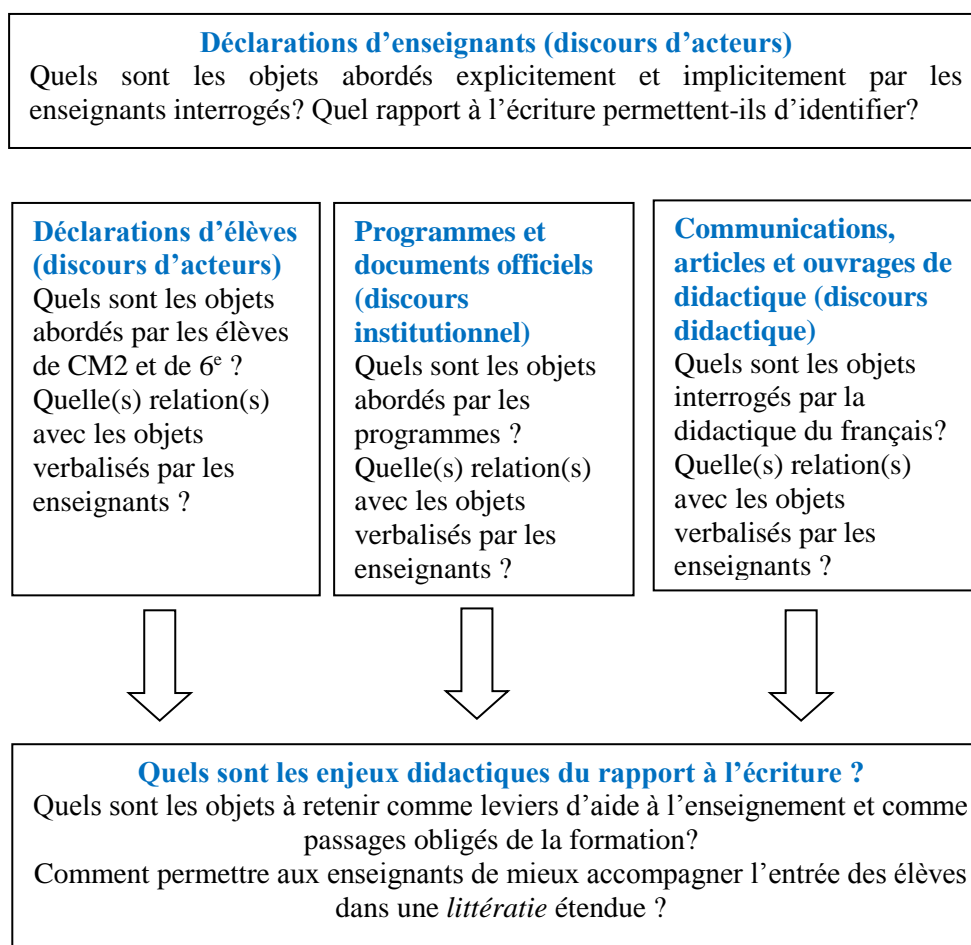 Déclarations d’enseignants (discours d’acteurs)
Quels sont les objets abordés explicitement et implicitement par les
enseignants interrogés? Quel rapport à l’écriture permettent-ils d’identifier?
Déclarations d’élèves
(discours d’acteurs)
Quels sont les objets
abordés par les élèves
de CM2 et de 6e ?
Quelle(s) relation(s)
avec les objets
verbalisés par les
enseignants ?
Programmes et
documents officiels
(discours
institutionnel)
Quels sont les objets
abordés par les
programmes ?
Quelle(s) relation(s)
avec les objets
verbalisés par les
enseignants ?
Communications,
articles et ouvrages de
didactique (discours
didactique)
Quels sont les objets
interrogés par la
didactique du français?
Quelle(s) relation(s)
avec les objets
verbalisés par les
enseignants ?
Quels sont les enjeux didactiques du rapport à l’écriture ?
Quels sont les objets à retenir comme leviers d’aide à l’enseignement et comme
passages obligés de la formation?
Comment permettre aux enseignants de mieux accompagner l’entrée des élèves
dans une littératie étendue ?